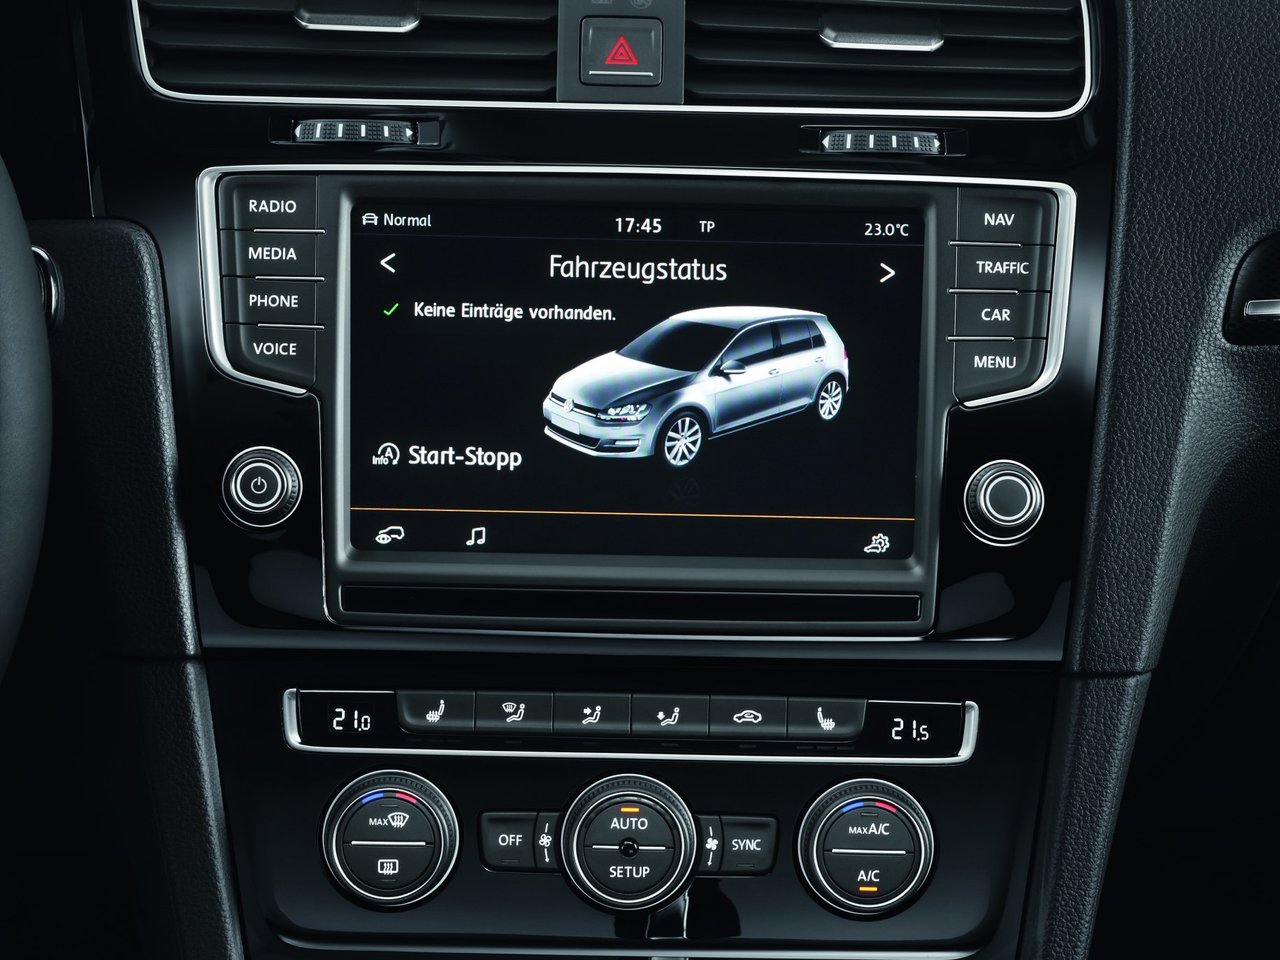 RADIO
MEDIA
PHONE
VOICE
Normal 17:45 TP 23.0°C
< Fahrzeugstatus >
Keine Einträge vorhanden.
Info A Start-Stopp
NAV
TRAFFIC
CAR
MENU
21.0
21.5
MAX
OFF
AUTO
SETUP
SYNC
MAX A/C
A/C